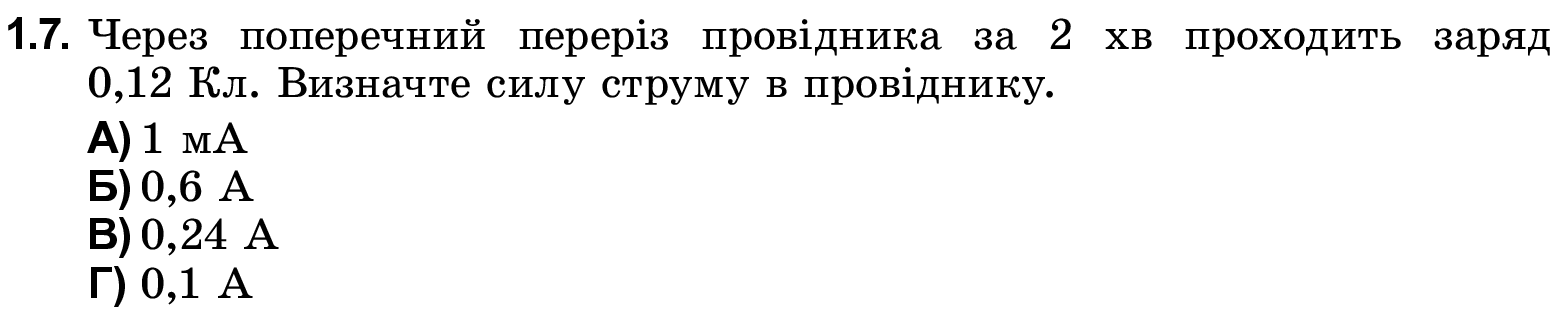 1.7. Через поперечний переріз провідника за 2 хв проходить заряд
0,12 Кл. Визначте силу струму в провіднику.
А) 1 мА
Б) 0,6 А
В) 0,24 А
Г) 0,1 А